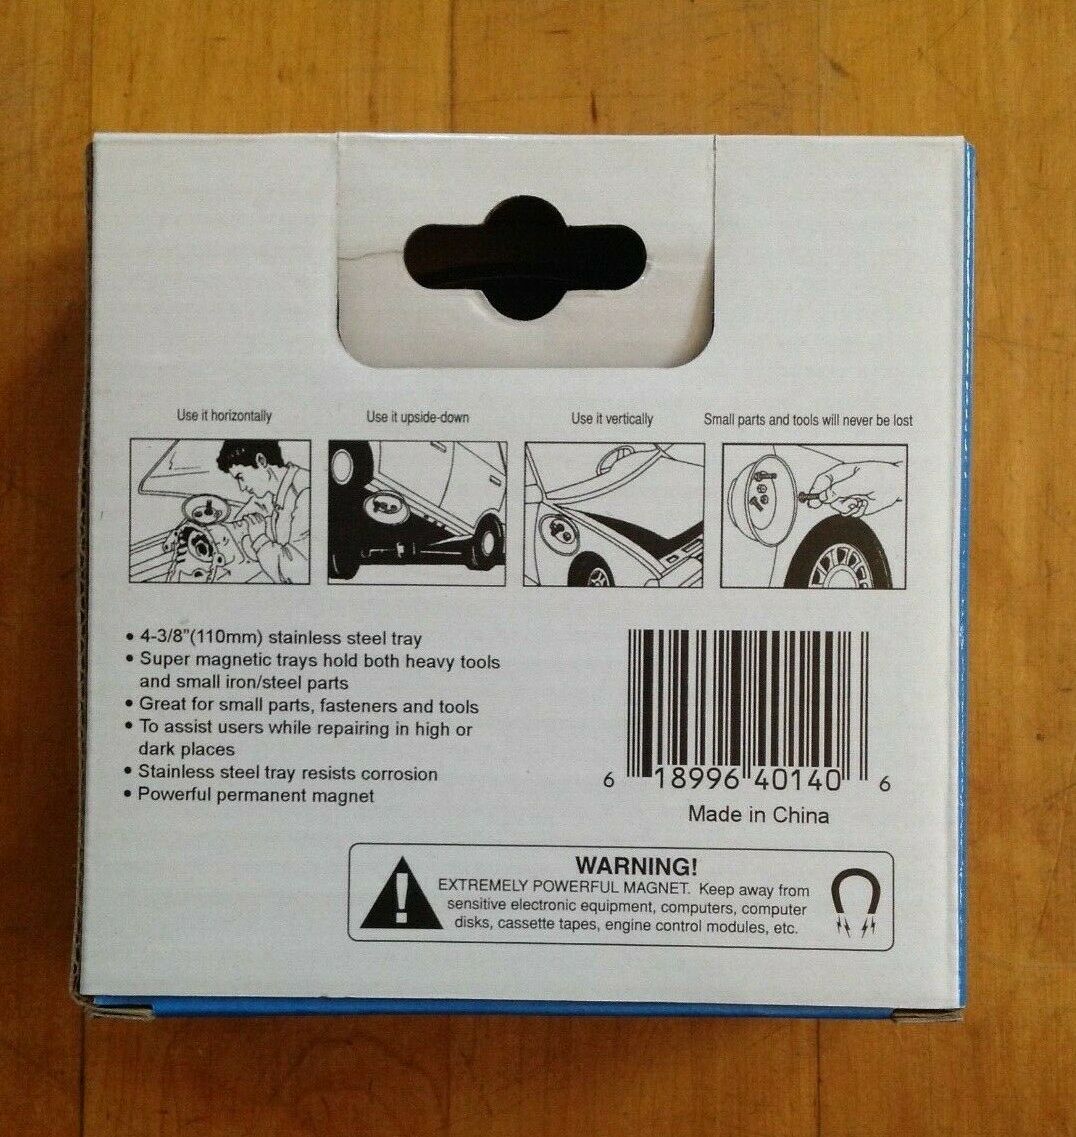 Use it horizontally
Use it upside-down
Use it vertically
Small parts and tools will never be lost
• 4-3/8"(110mm) stainless steel tray
• Super magnetic trays hold both heavy tools
and small iron/steel parts
• Great for small parts, fasteners and tools
• To assist users while repairing in high or
dark places
• Stainless steel tray resists corrosion
• Powerful permanent magnet
6 18996 40140 6
Made in China
WARNING!
EXTREMELY POWERFUL MAGNET. Keep away from
sensitive electronic equipment, computers, computer
disks, cassette tapes, engine control modules, etc.